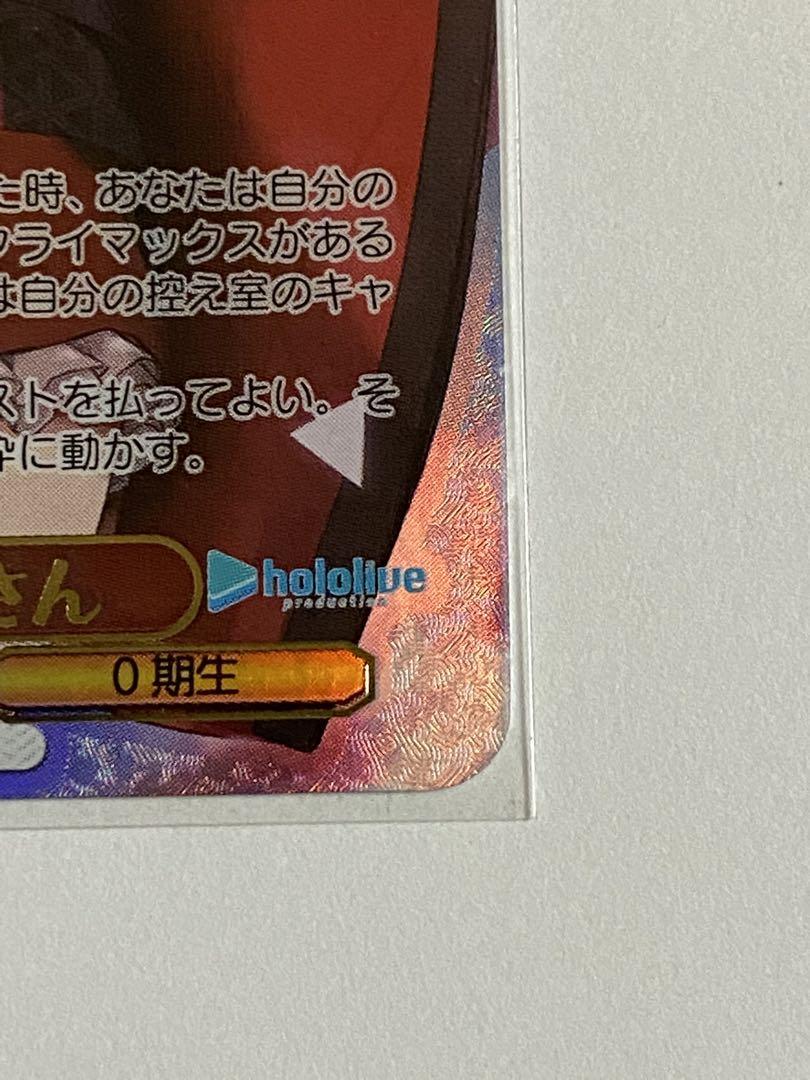 た時、あなたは自分の
クライマックスがある
は自分の控え室のキャ
ストを払ってよい。そ
枠に動かす。
さん
hololive
production
0期生